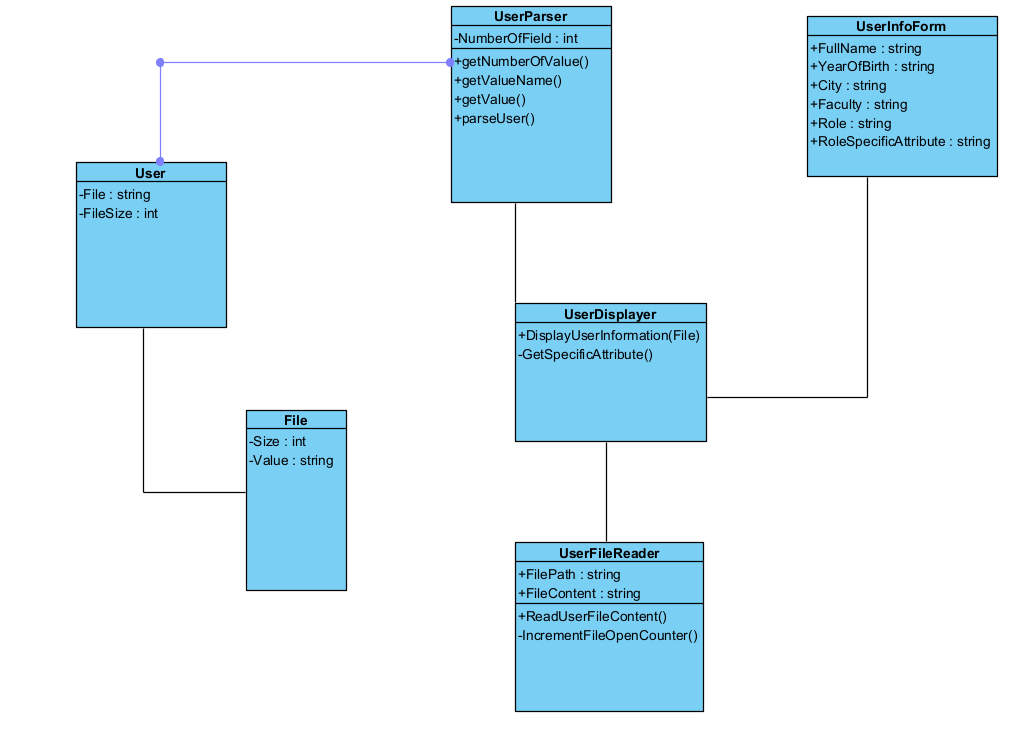 UserParser
-NumberOfField : int
+getNumberOfValue()
+getValueName()
+getValue()
+parseUser()
UserInfoForm
+FullName : string
+YearOfBirth : string
+City : string
+Faculty : string
+Role : string
+RoleSpecificAttribute : string
User
-File : string
-FileSize : int
UserDisplayer
+DisplayUserInformation(File)
-GetSpecificAttribute()
File
-Size : int
-Value : string
UserFileReader
+FilePath : string
+FileContent : string
+ReadUserFileContent()
-IncrementFileOpenCounter()